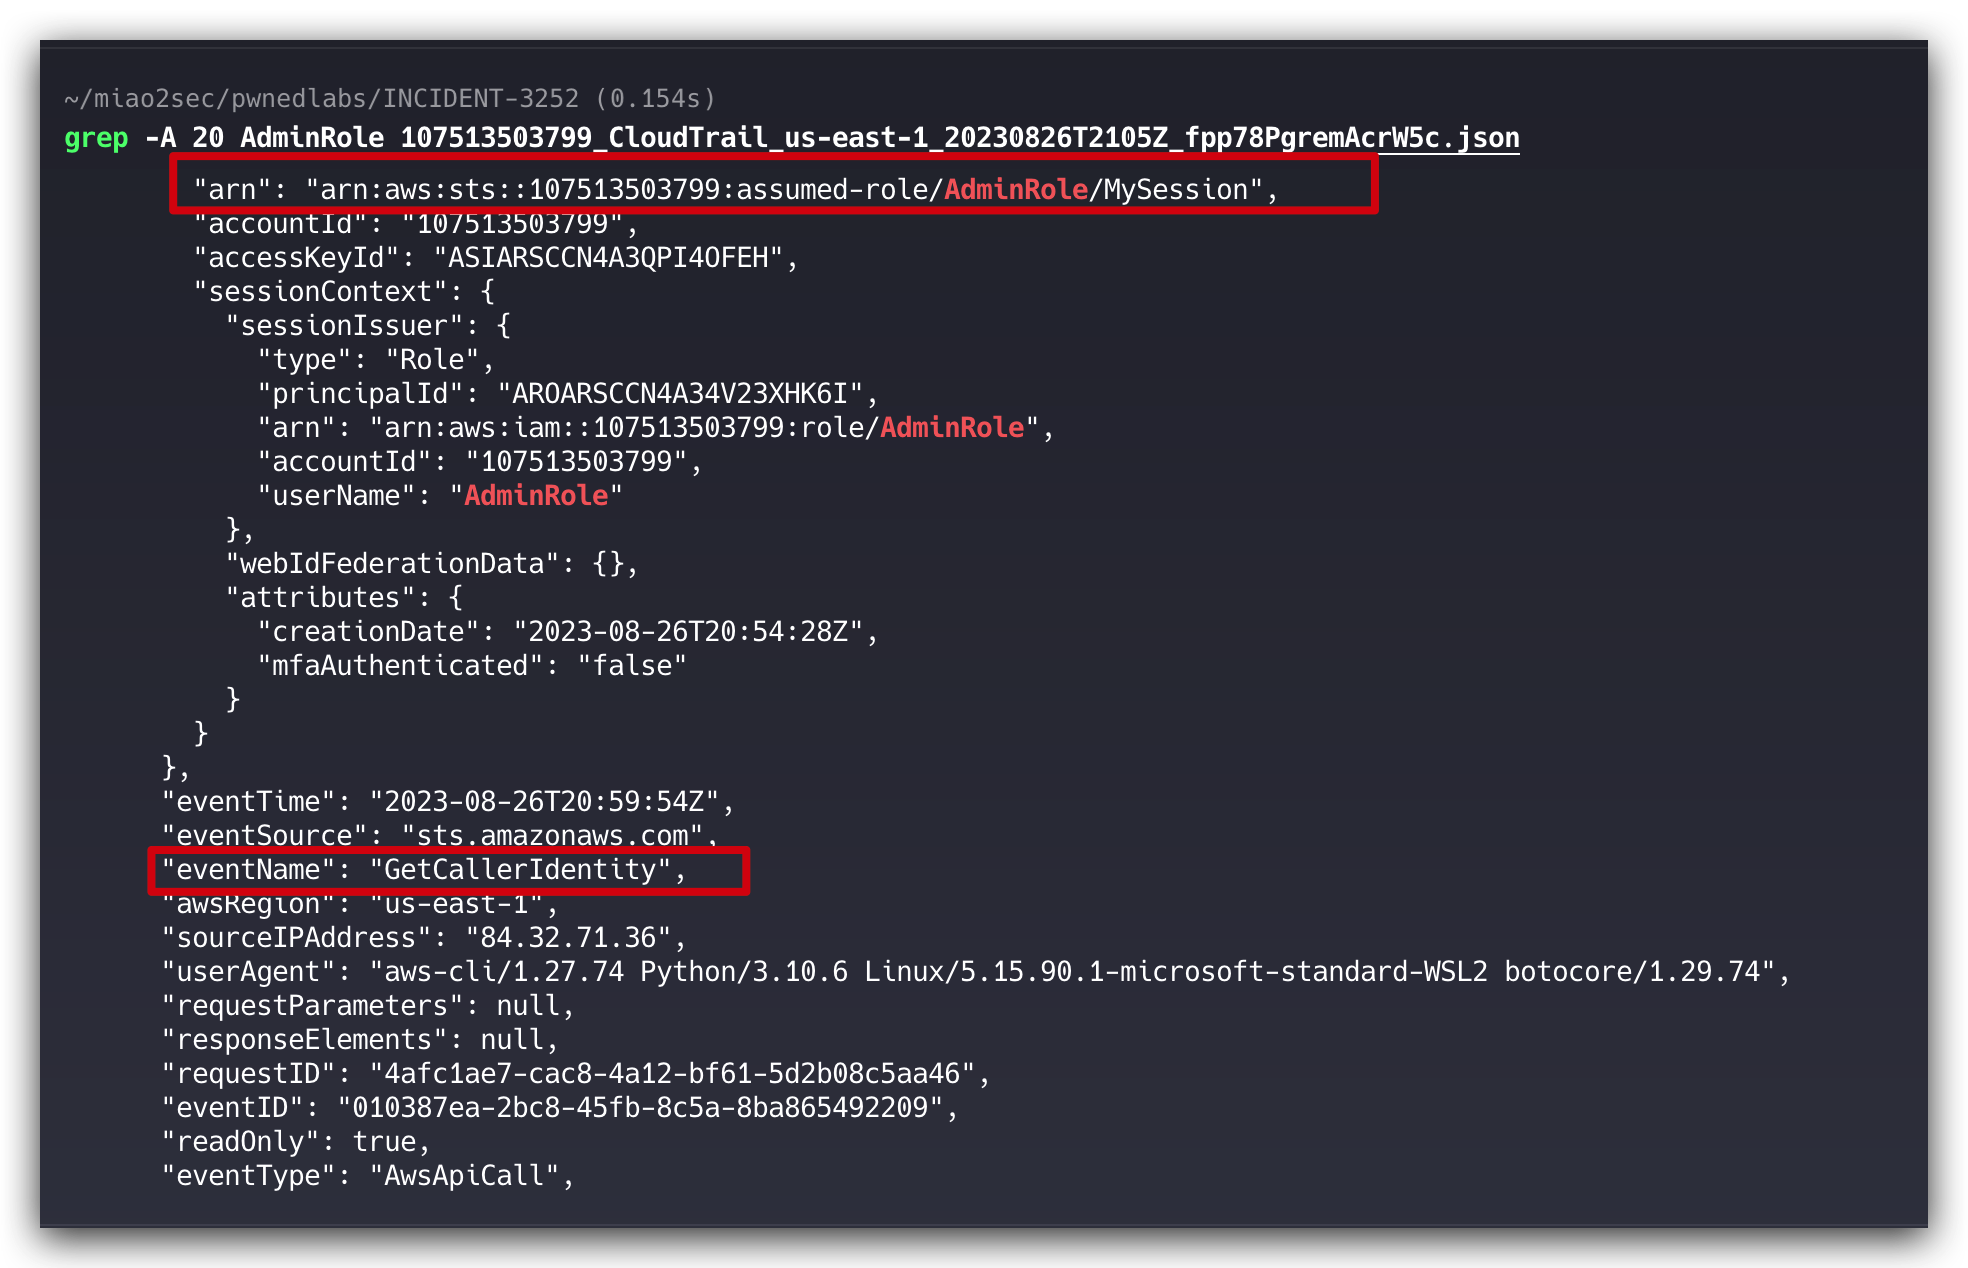 ~/miao2sec/pwnedlabs/INCIDENT-3252 (0.154s)
grep -A 20 AdminRole 107513503799_CloudTrail_us-east-1_20230826T2105Z_fpp78PgremAcrW5c.json
"arn": "arn:aws:sts::107513503799:assumed-role/AdminRole/MySession",
"accountId": "107513503799",
"accessKeyId": "ASIARSCCN4A3QPI4OFEH",
"sessionContext": {
"sessionIssuer": {
"type": "Role",
"principalId": "AROARSCCN4A34V23XHK6I",
"arn": "arn:aws:iam::107513503799:role/AdminRole",
"accountId": "107513503799",
"userName": "AdminRole"
},
"webIdFederationData": {},
"attributes": {
"creationDate": "2023-08-26T20:54:28Z",
"mfaAuthenticated": "false"
}
}
},
"eventTime": "2023-08-26T20:59:54Z",
"eventSource": "sts.amazonaws.com",
"eventName": "GetCallerIdentity",
"awsRegion": "us-east-1",
"sourceIPAddress": "84.32.71.36",
"userAgent": "aws-cli/1.27.74 Python/3.10.6 Linux/5.15.90.1-microsoft-standard-WSL2 botocore/1.29.74",
"requestParameters": null,
"responseElements": null,
"requestID": "4afc1ae7-cac8-4a12-bf61-5d2b08c5aa46",
"eventID": "010387ea-2bc8-45fb-8c5a-8ba865492209",
"readOnly": true,
"eventType": "AwsApiCall",